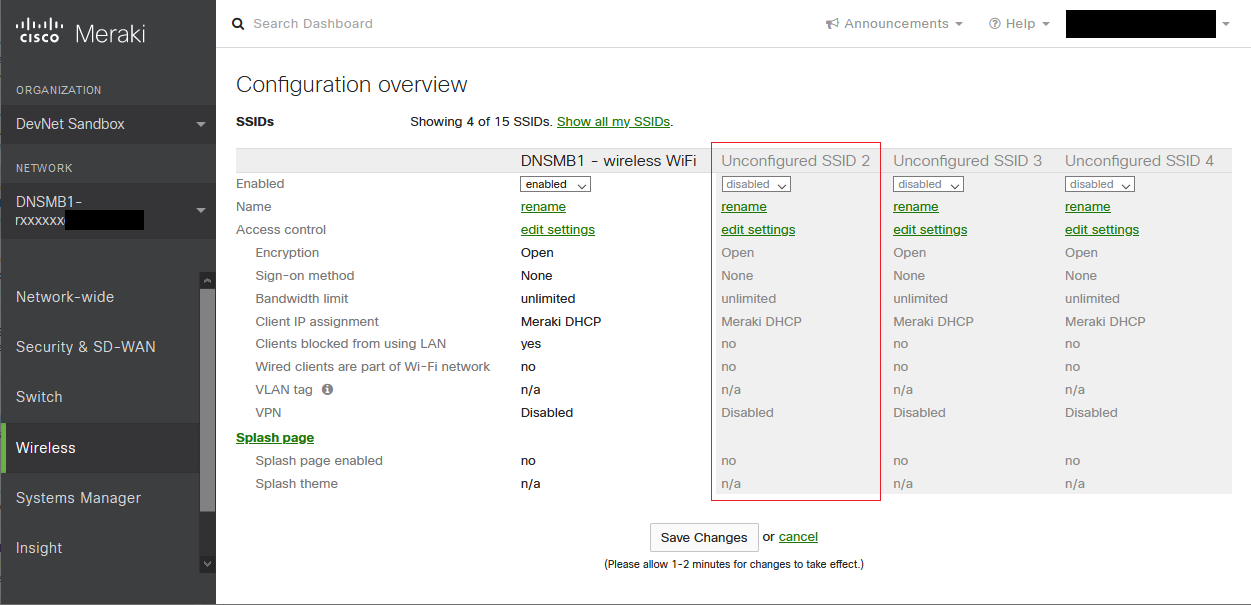 cisco Meraki
Search Dashboard
Announcements Help
ORGANIZATION
DevNet Sandbox
NETWORK
DNSMB1-
rxxxxxx
Network-wide
Security & SD-WAN
Switch
Wireless
Systems Manager
Insight
Configuration overview
SSIDs Showing 4 of 15 SSIDs. Show all my SSIDs.
DNSMB1 - wireless WiFi Unconfigured SSID 2 Unconfigured SSID 3 Unconfigured SSID 4
Enabled enabled disabled disabled disabled
Name rename rename rename rename
Access control edit settings edit settings edit settings edit settings
Encryption Open Open Open Open
Sign-on method None None None None
Bandwidth limit unlimited unlimited unlimited unlimited
Client IP assignment Meraki DHCP Meraki DHCP Meraki DHCP Meraki DHCP
Clients blocked from using LAN yes no no no
Wired clients are part of Wi-Fi network no no no no
VLAN tag n/a n/a n/a n/a
VPN Disabled Disabled Disabled Disabled
Splash page
Splash page enabled no no no no
Splash theme n/a n/a n/a n/a
Save Changes or cancel
(Please allow 1-2 minutes for changes to take effect.)